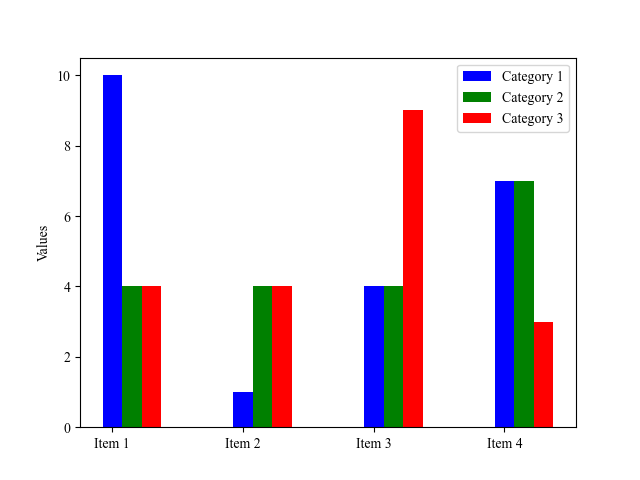 10
8
6
4
2
0
Values
Category 1
Category 2
Category 3
Item 1
Item 2
Item 3
Item 4